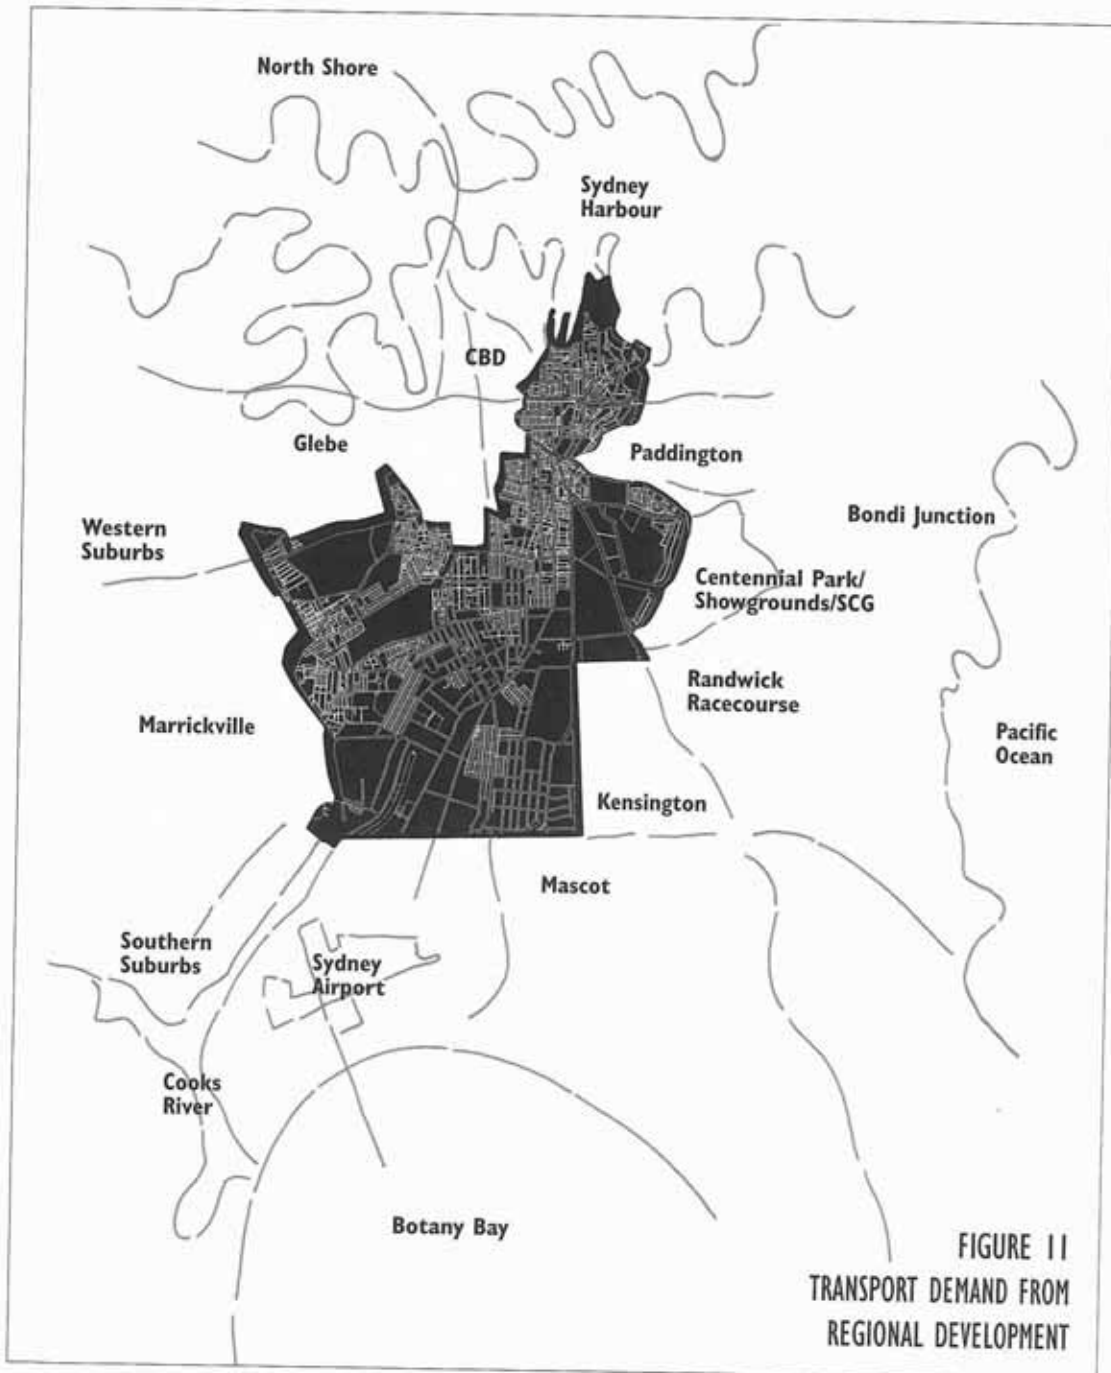 North Shore
Sydney
Harbour
CBD
Glebe
Paddington
Western
Suburbs
Bondi Junction
Centennial Park/
Showgrounds/SCG
Randwick
Racecourse
Marrickville
Pacific
Ocean
Kensington
Mascot
Southern
Suburbs
Sydney
Airport
Cooks
River
Botany Bay
FIGURE 11
TRANSPORT DEMAND FROM
REGIONAL DEVELOPMENT